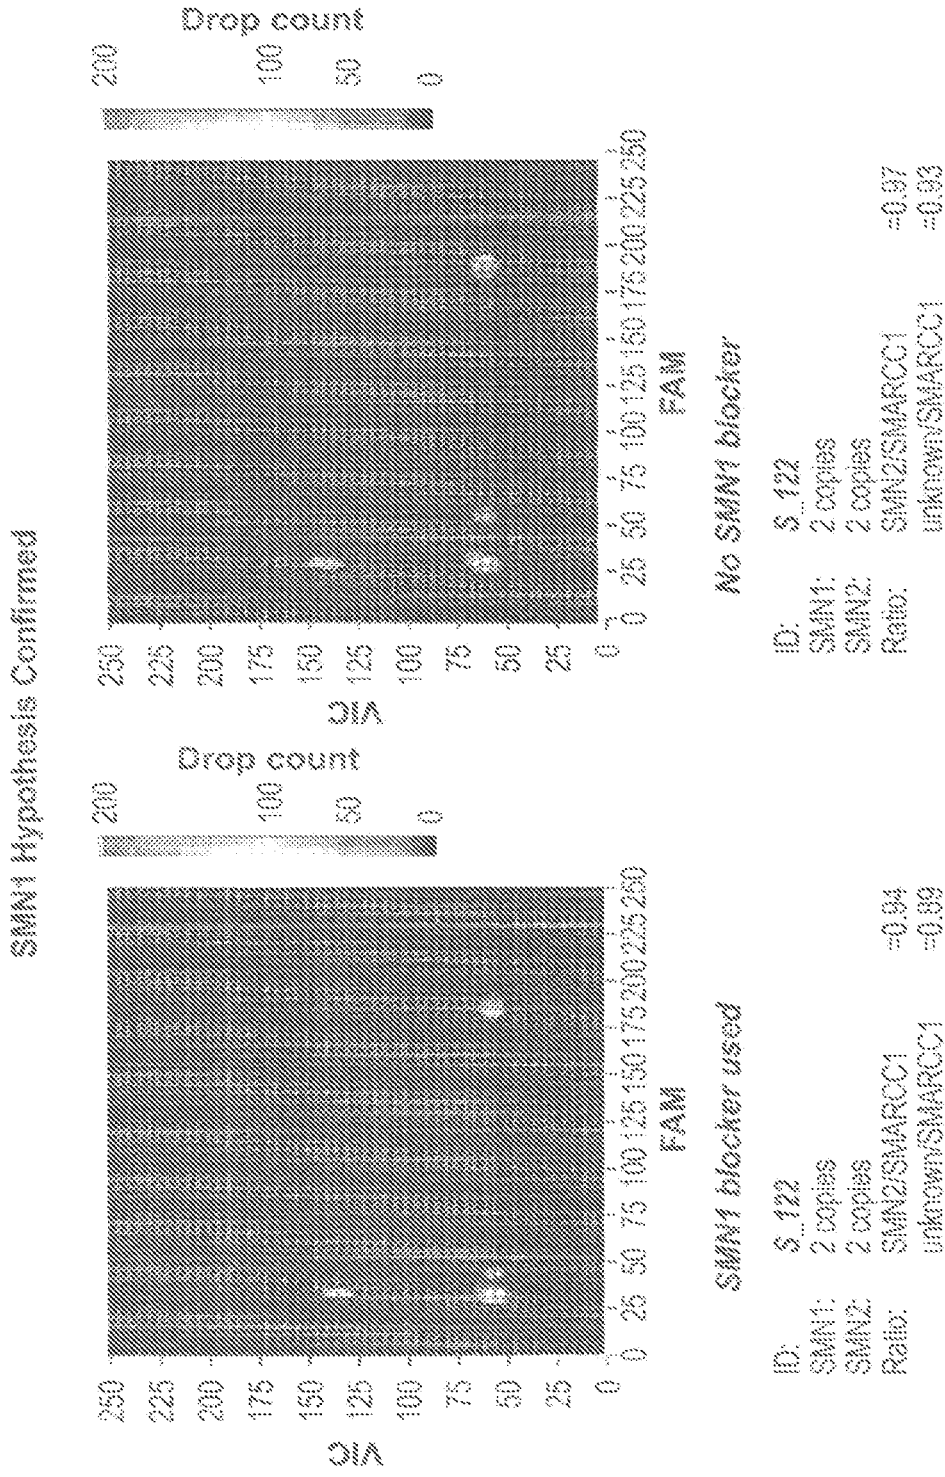 SMN1 Hypothesis Confirmed
VIC
250
225
200
175
150
125
100
75
50
25
0
0 25 50 75 100 125 150 175 200 225 250
FAM
Drop count
200
100
50
0
SMN1 blocker used
ID: S_122
SMN1: 2 copies
SMN2: 2 copies
Ratio: SMN2/SMARCC1 =0.94
unknown/SMARCC1 =0.89
VIC
250
225
200
175
150
125
100
75
50
25
0
0 25 50 75 100 125 150 175 200 225 250
FAM
Drop count
200
100
50
0
No SMN1 blocker
ID: S_122
SMN1: 2 copies
SMN2: 2 copies
Ratio: SMN2/SMARCC1 =0.97
unknown/SMARCC1 =0.93